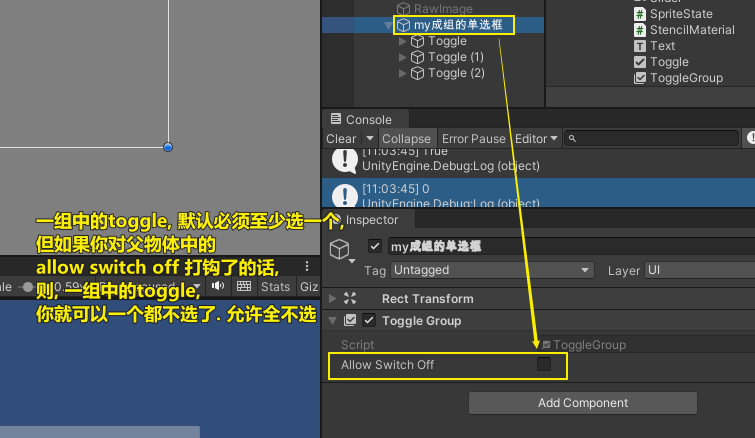 RawImage
my成组的单选框
Toggle
Toggle (1)
Toggle (2)
SpriteState
StencilMaterial
Text
Toggle
ToggleGroup
Console
Clear
Collapse
Error Pause
Editor
[11:03:45] True
UnityEngine.Debug:Log (object)
[11:03:45] 0
UnityEngine.Debug:Log (object)
一组中的toggle, 默认必须至少选一个,
但如果你对父物体中的
allow switch off 打钩了的话,
则, 一组中的toggle,
你就可以一个都不选了. 允许全不选
Stats
Inspector
my成组的单选框
Tag
Untagged
Layer
UI
Rect Transform
Toggle Group
Script
ToggleGroup
Allow Switch Off
Add Component